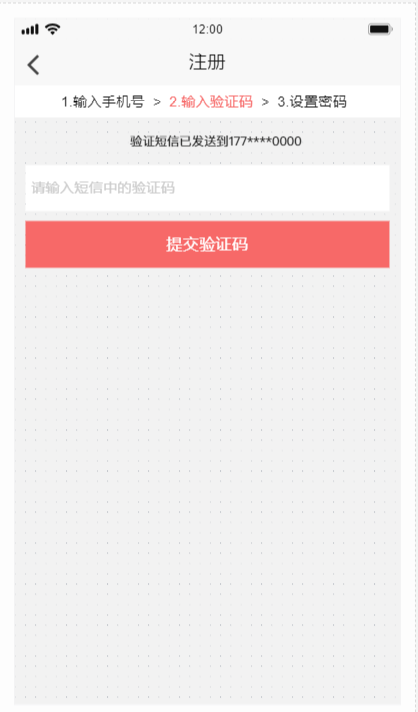 12:00
注册
1.输入手机号 > 2.输入验证码 > 3.设置密码
验证短信已发送到177****0000
请输入短信中的验证码
提交验证码